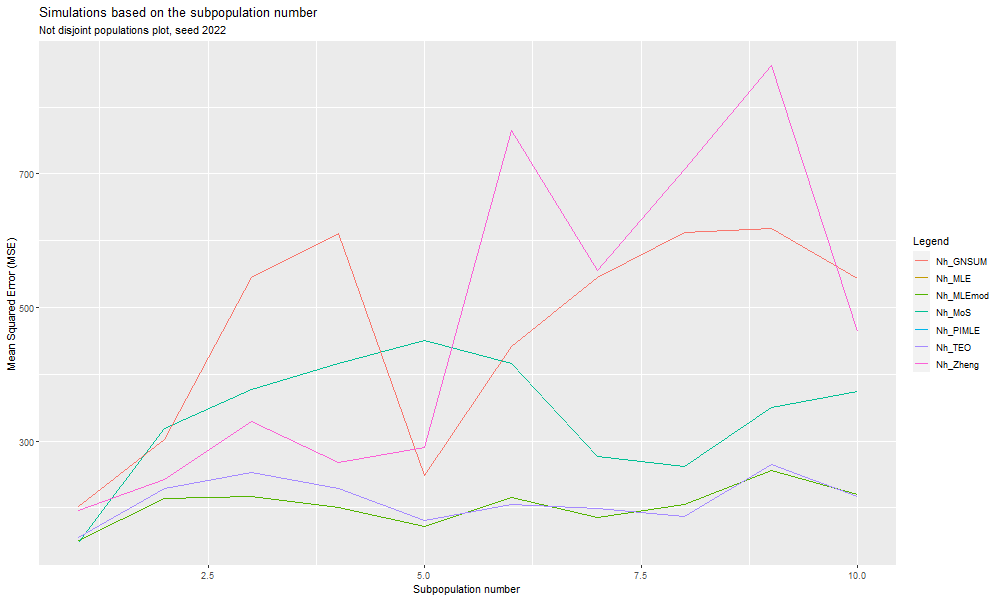 Simulations based on the subpopulation number
Not disjoint populations plot, seed 2022
Mean Squared Error (MSE)
700
500
300
2.5
5.0
7.5
10.0
Subpopulation number
Legend
Nh_GNSUM
Nh_MLE
Nh_MLEmod
Nh_MoS
Nh_PIMLE
Nh_TEO
Nh_Zheng